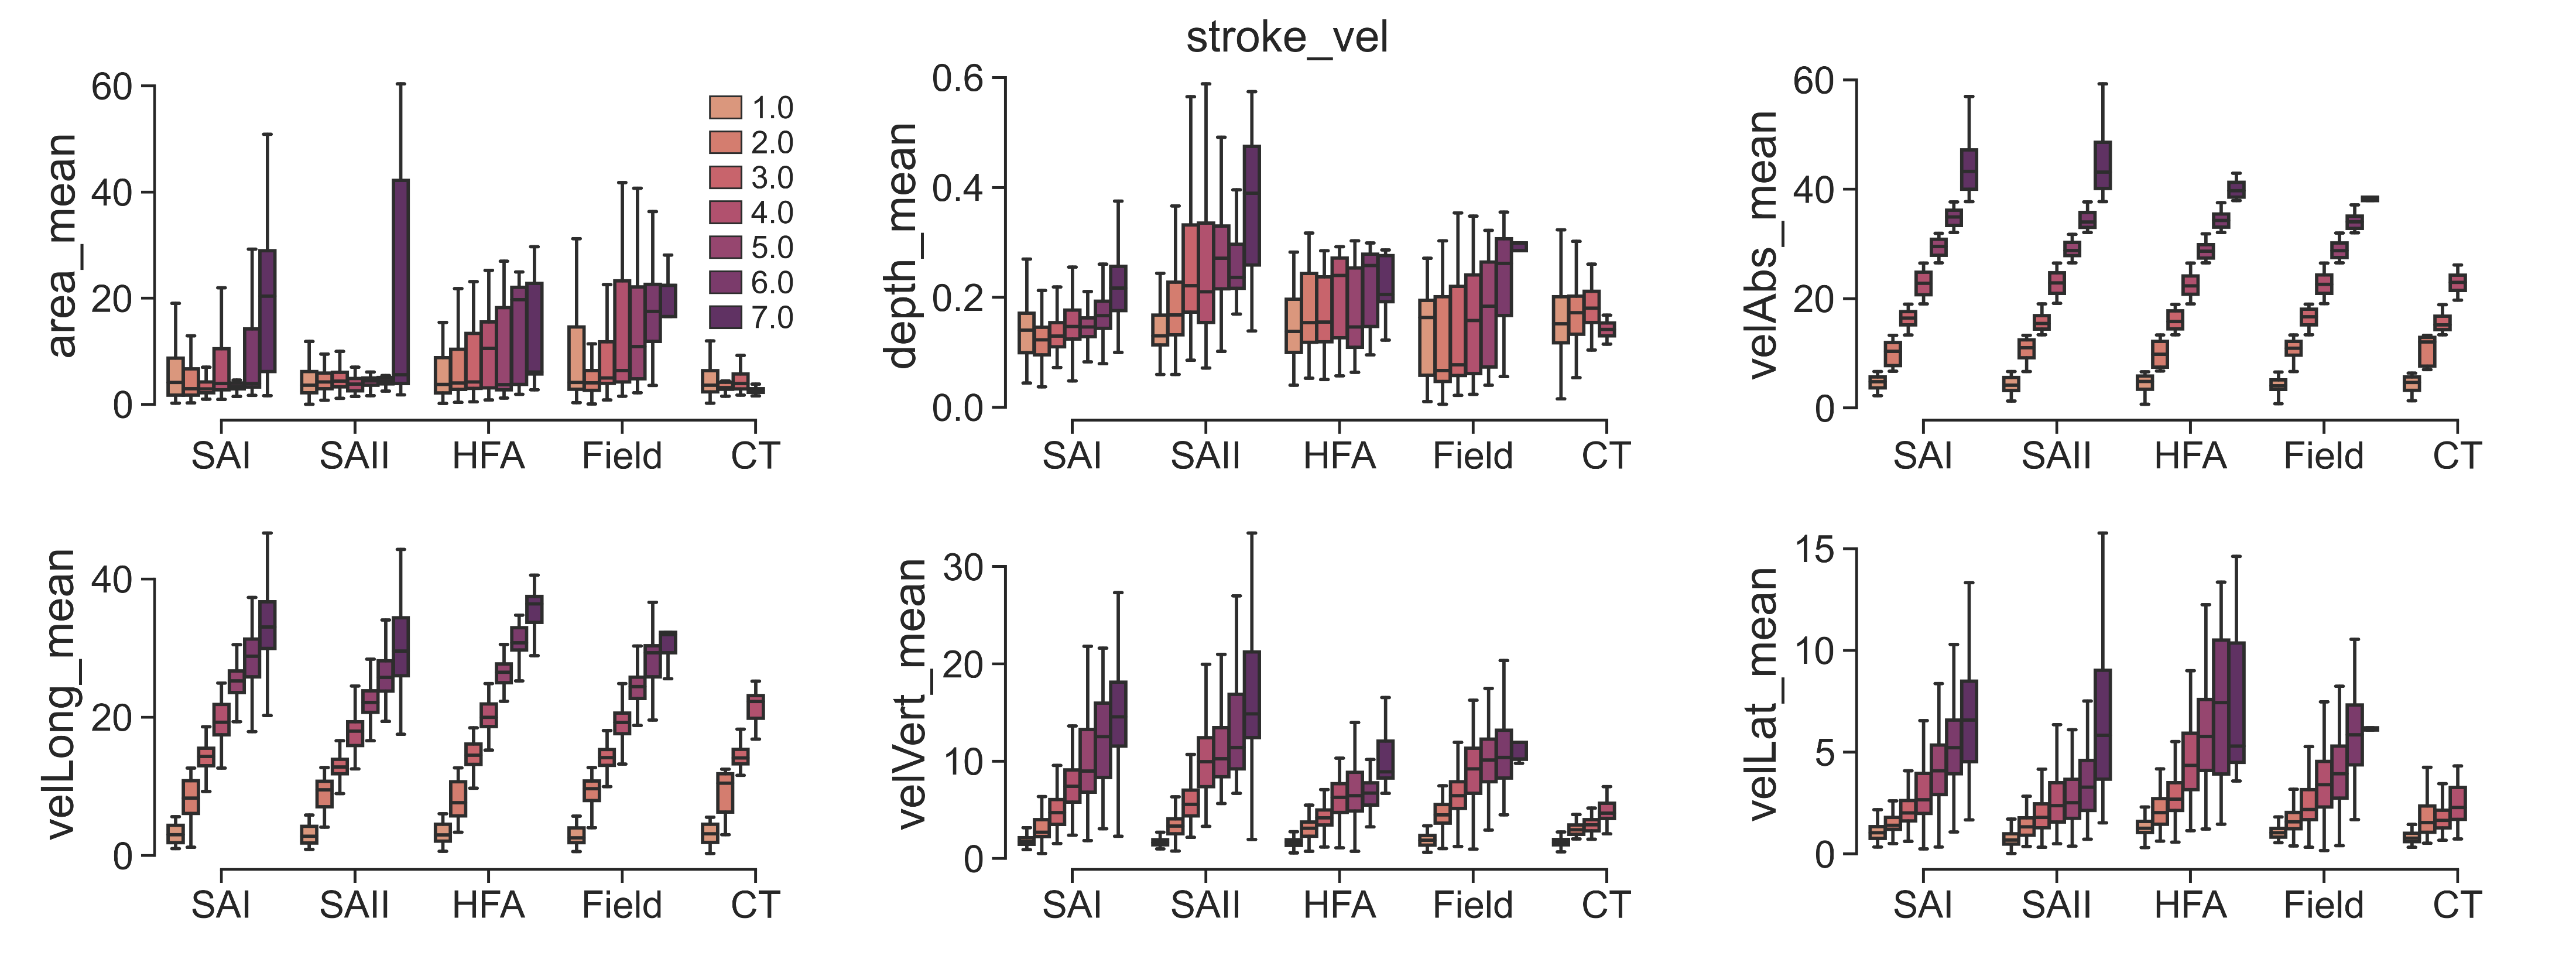 stroke_vel
area_mean
60
40
20
0
1.0
2.0
3.0
4.0
5.0
6.0
7.0
SAI SAII HFA Field CT
depth_mean
0.6
0.4
0.2
0.0
SAI SAII HFA Field CT
velAbs_mean
60
40
20
0
SAI SAII HFA Field CT
velLong_mean
40
20
0
SAI SAII HFA Field CT
velVert_mean
30
20
10
0
SAI SAII HFA Field CT
velLat_mean
15
10
5
0
SAI SAII HFA Field CT